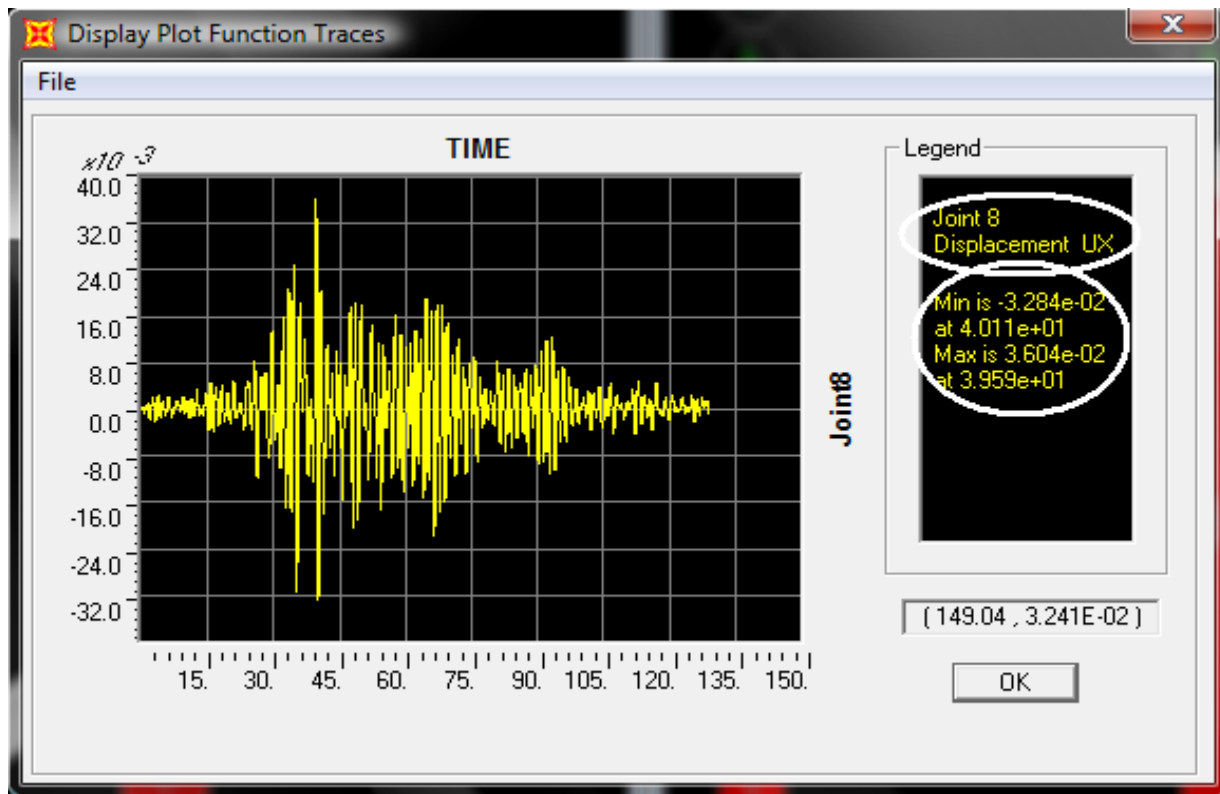 Display Plot Function Traces
File
x10 -3
TIME
40.0
32.0
24.0
16.0
8.0
0.0
-8.0
-16.0
-24.0
-32.0
15. 30. 45. 60. 75. 90. 105. 120. 135. 150.
Joint8
Legend
Joint 8
Displacement UX
Min is -3.284e-02
at 4.011e+01
Max is 3.604e-02
at 3.959e+01
( 149.04 , 3.241E-02 )
OK